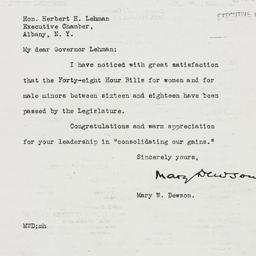 Hon. Herbert H. Lehman
Executive Chamber,
Albany, N. Y.
My dear Governor Lehman:
I have noticed with great satisfaction
that the Forty-eight Hour Bills for women and for
male minors between sixteen and eighteen have been
passed by the Legislature.
Congratulations and warm appreciation
for your leadership in "consolidating our gains."
Sincerely yours,
Mary Dewson
Mary W. Dewson.
MWD:mh